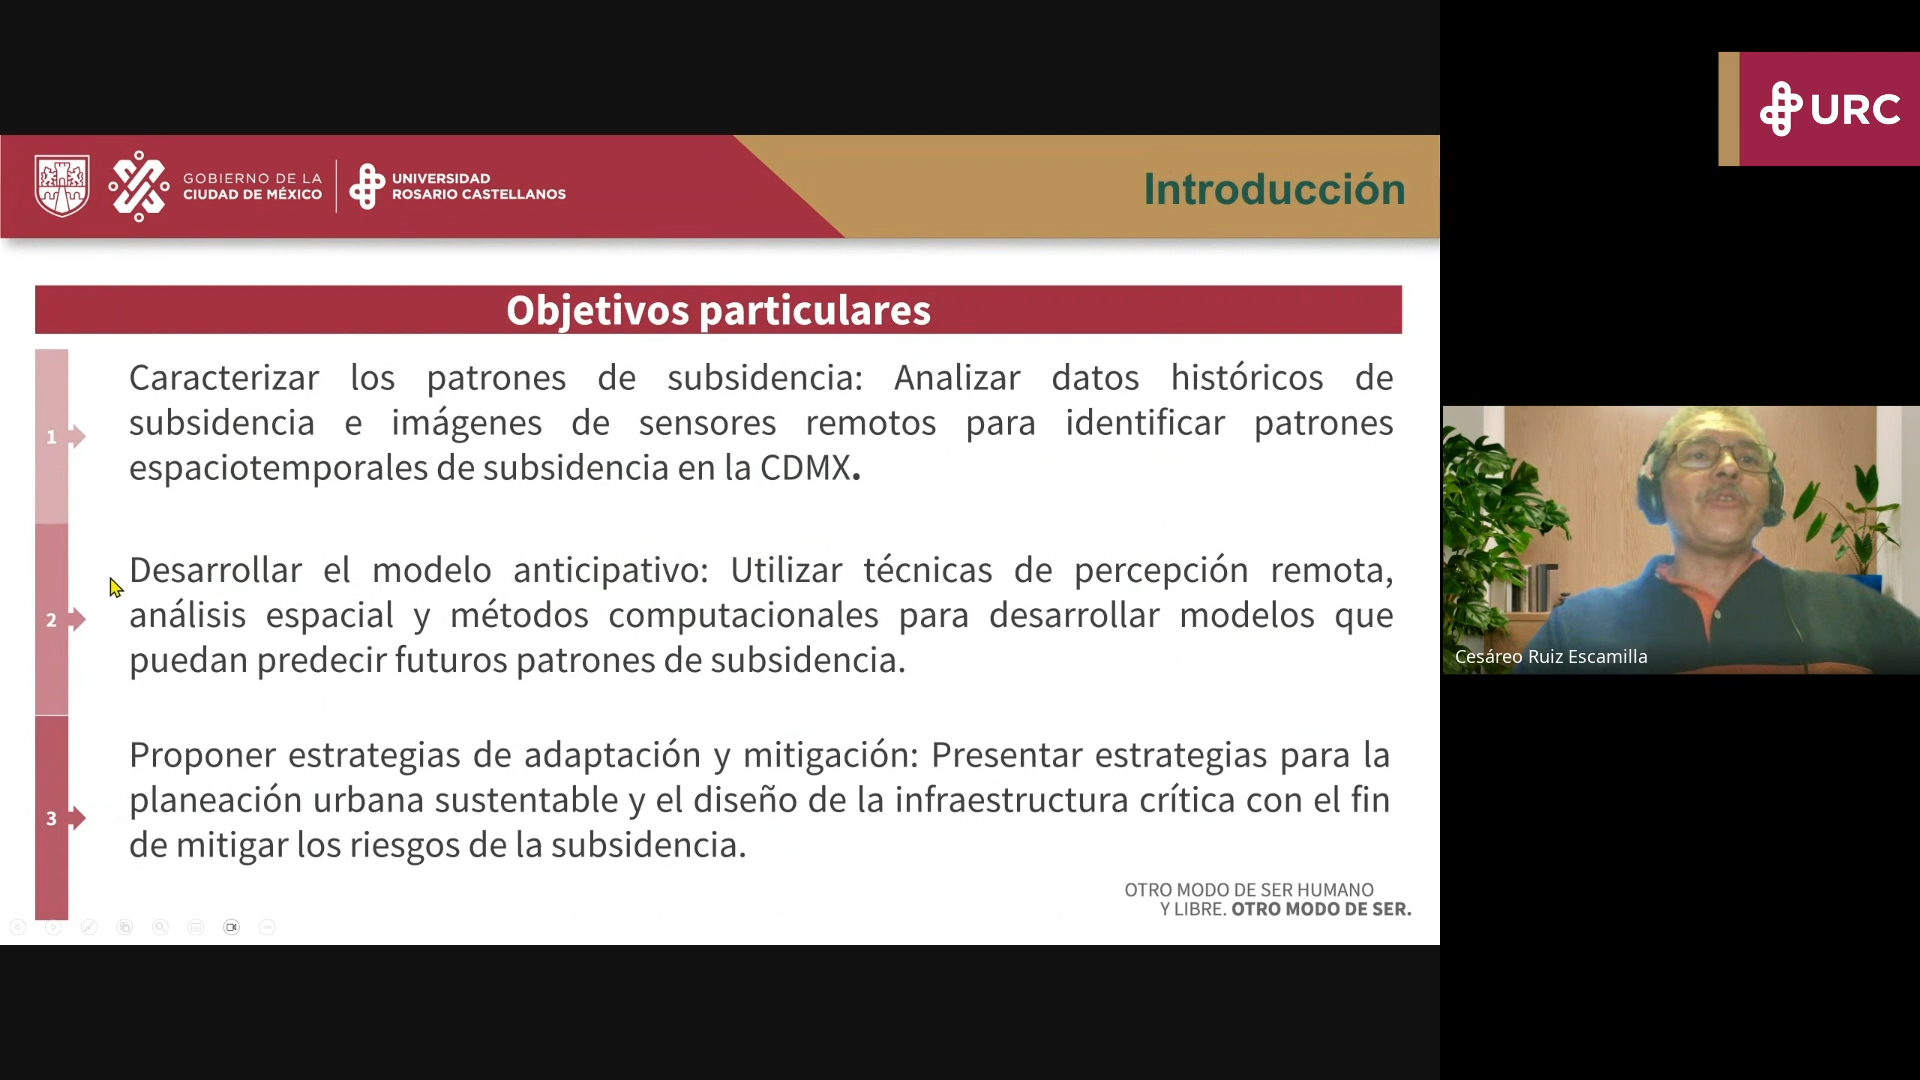 URC
GOBIERNO DE LA
CIUDAD DE MÉXICO
UNIVERSIDAD
ROSARIO CASTELLANOS
Introducción
Objetivos particulares
1
Caracterizar los patrones de subsidencia: Analizar datos históricos de
subsidencia e imágenes de sensores remotos para identificar patrones
espaciotemporales de subsidencia en la CDMX.
2
Desarrollar el modelo anticipativo: Utilizar técnicas de percepción remota,
análisis espacial y métodos computacionales para desarrollar modelos que
puedan predecir futuros patrones de subsidencia.
3
Proponer estrategias de adaptación y mitigación: Presentar estrategias para la
planeación urbana sustentable y el diseño de la infraestructura crítica con el fin
de mitigar los riesgos de la subsidencia.
OTRO MODO DE SER HUMANO
Y LIBRE. OTRO MODO DE SER.
Cesáreo Ruiz Escamilla